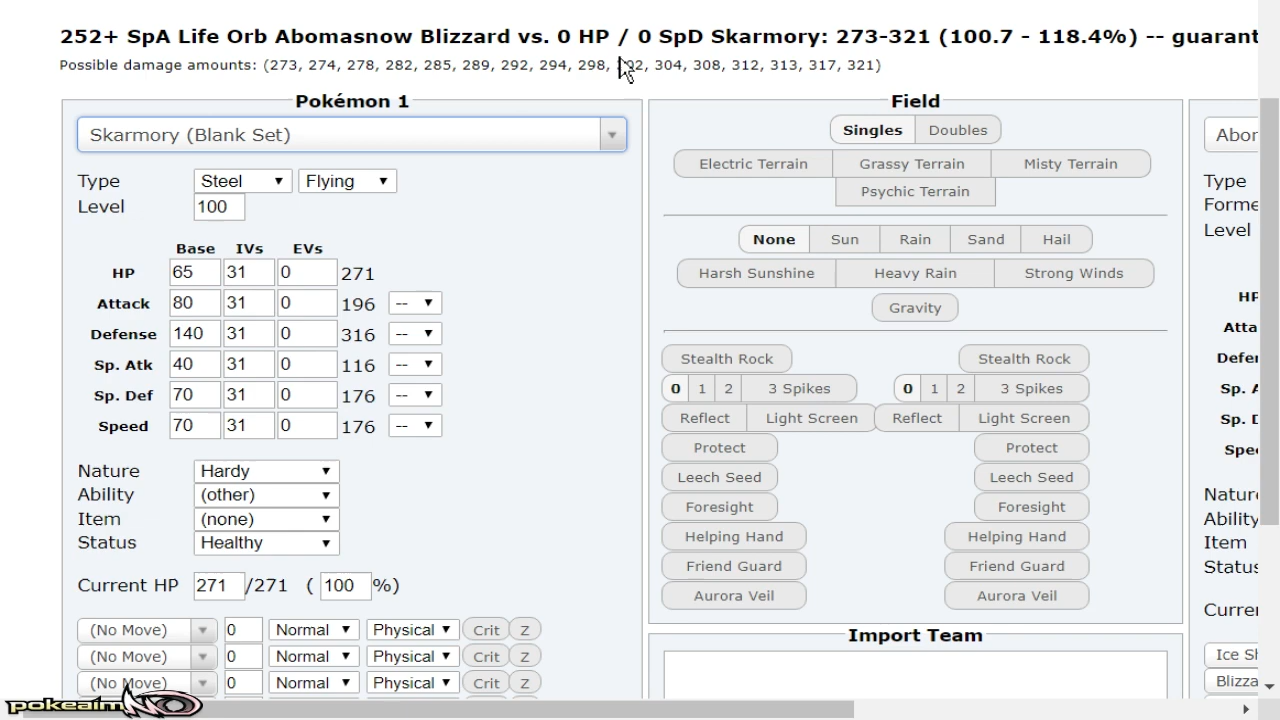 252+ SpA Life Orb Abomasnow Blizzard vs. 0 HP / 0 SpD Skarmory: 273-321 (100.7 - 118.4%) -- guarant
Possible damage amounts: (273, 274, 278, 282, 285, 289, 292, 294, 298, 302, 304, 308, 312, 313, 317, 321)
Pokémon 1
Skarmory (Blank Set)
Type Steel Flying
Level 100
Base IVs EVs
HP 65 31 0 271
Attack 80 31 0 196 --
Defense 140 31 0 316 --
Sp. Atk 40 31 0 116 --
Sp. Def 70 31 0 176 --
Speed 70 31 0 176 --
Nature Hardy
Ability (other)
Item (none)
Status Healthy
Current HP 271 /271 ( 100 %)
(No Move) 0 Normal Physical Crit Z
(No Move) 0 Normal Physical Crit Z
(No Move) 0 Normal Physical Crit Z
pokeaimMD
Field
Singles Doubles
Electric Terrain Grassy Terrain Misty Terrain
Psychic Terrain
None Sun Rain Sand Hail
Harsh Sunshine Heavy Rain Strong Winds
Gravity
Stealth Rock Stealth Rock
0 1 2 3 Spikes 0 1 2 3 Spikes
Reflect Light Screen Reflect Light Screen
Protect Protect
Leech Seed Leech Seed
Foresight Foresight
Helping Hand Helping Hand
Friend Guard Friend Guard
Aurora Veil Aurora Veil
Import Team
Abor
Type
Forme
Level
HP
Atta
Defe
Sp. A
Sp. D
Spee
Nature
Ability
Item
Status
Curre
Ice Sh
Blizza